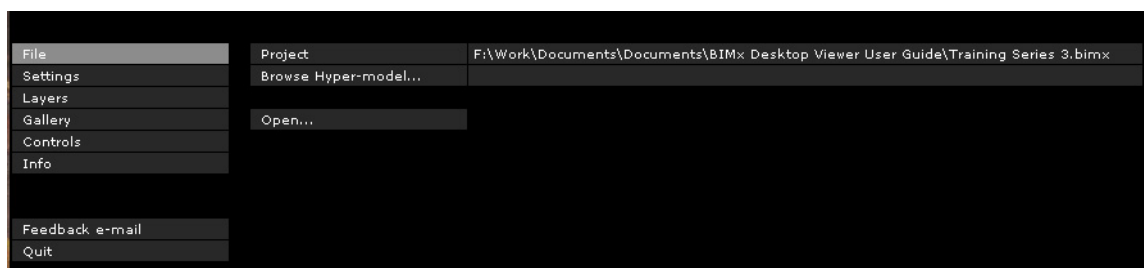 File
Settings
Layers
Gallery
Controls
Info
Feedback e-mail
Quit
Project F:\Work\Documents\Documents\BIMx Desktop Viewer User Guide\Training Series 3.bimx
Browse Hyper-model...
Open...